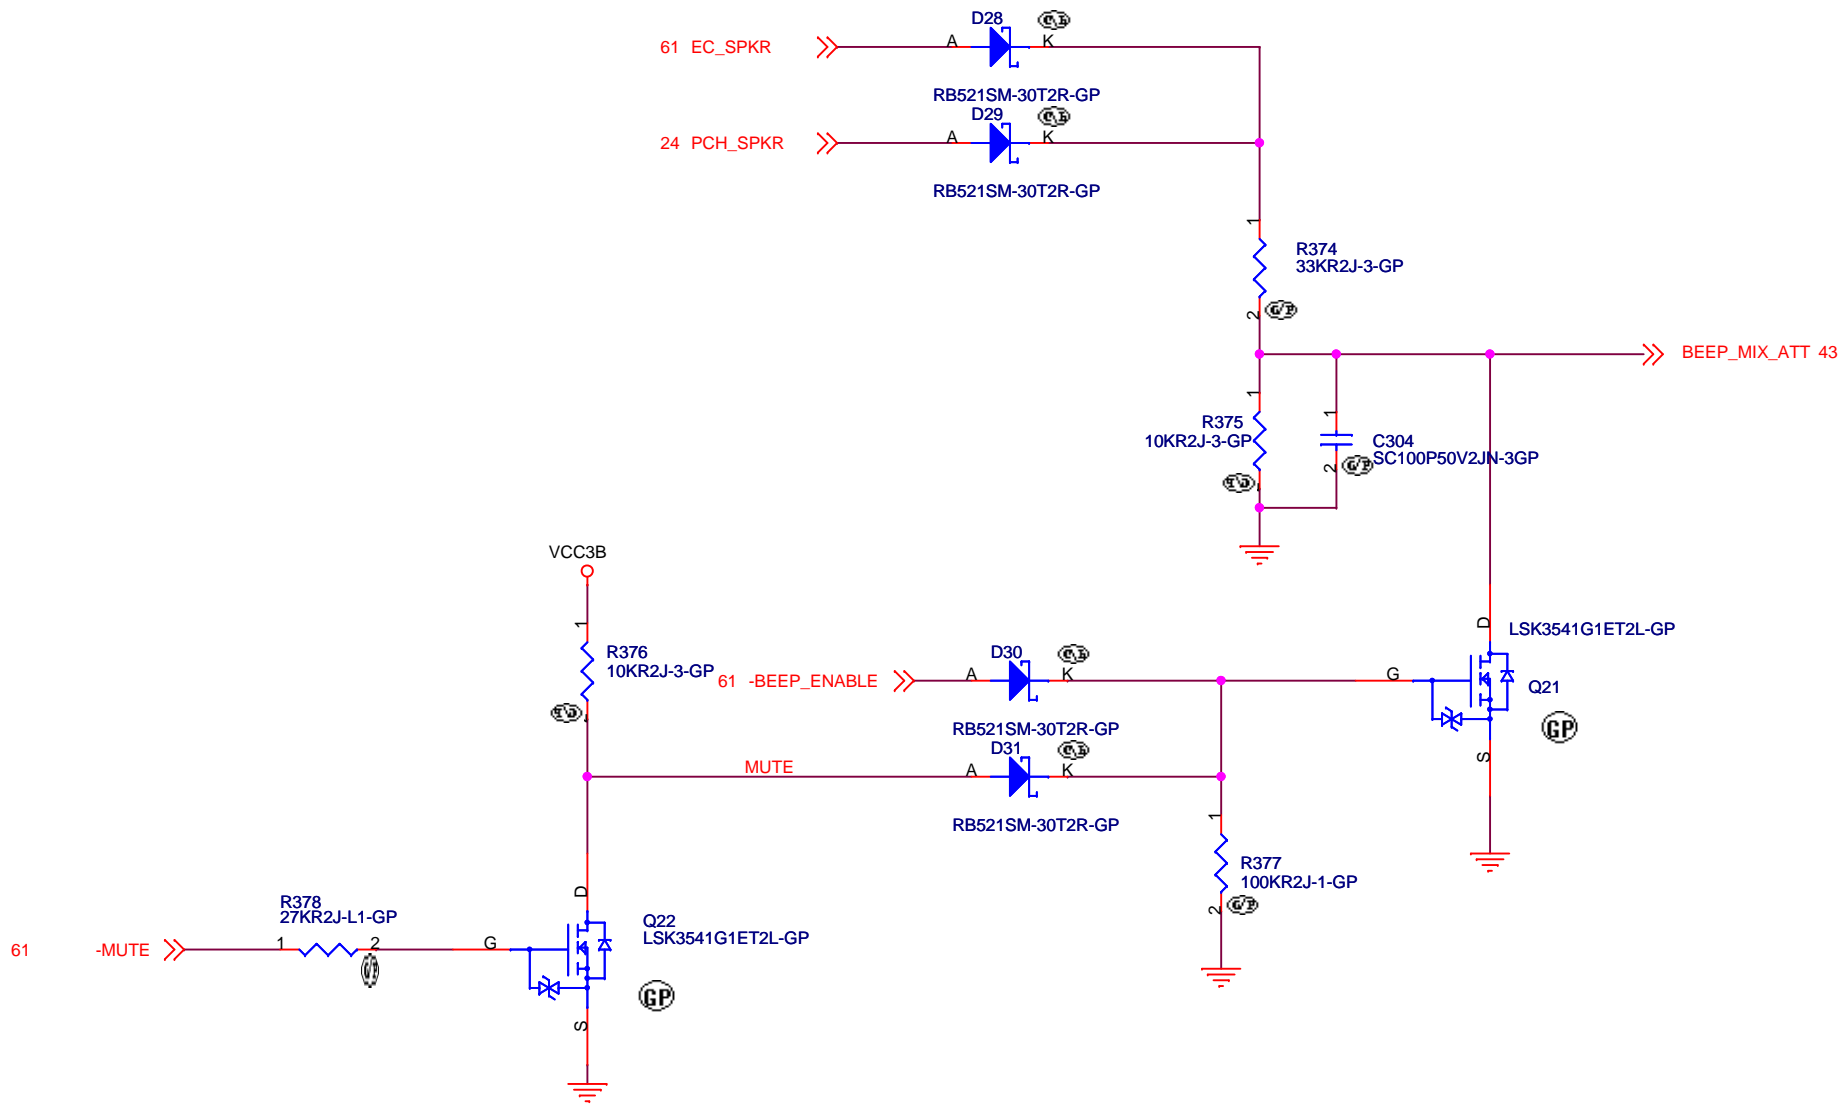 D28
61 EC_SPKR
A
K
RB521SM-30T2R-GP
D29
24 PCH_SPKR
A
K
RB521SM-30T2R-GP
1
R374
33KR2J-3-GP
2
G/P
BEEP_MIX_ATT 43
1
R375
10KR2J-3-GP
1
C304
SC100P50V2JN-3GP
2
G/P
VCC3B
1
R376
10KR2J-3-GP
D
LSK3541G1ET2L-GP
G
Q21
GP
S
D30
61 -BEEP_ENABLE
A
K
RB521SM-30T2R-GP
D31
MUTE
A
K
RB521SM-30T2R-GP
1
R377
100KR2J-1-GP
2
G/P
D
R378
27KR2J-L1-GP
Q22
LSK3541G1ET2L-GP
61 -MUTE
1
2
G
G/P
GP
S